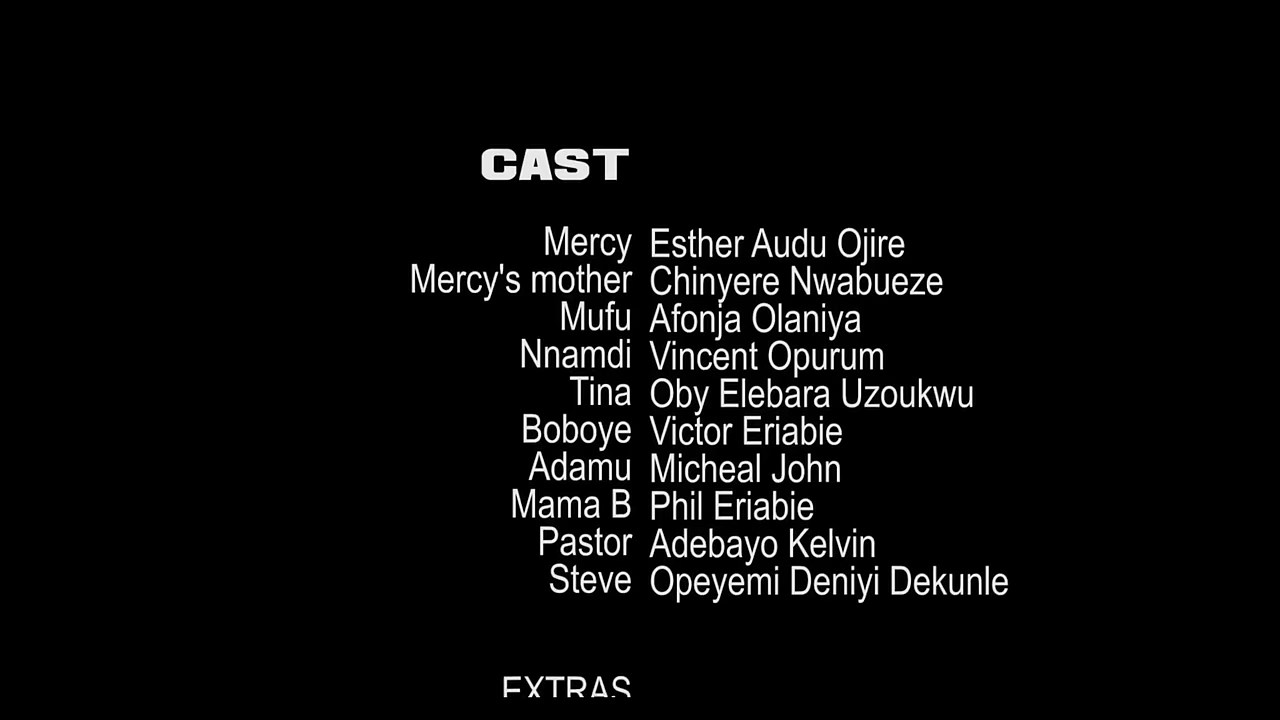 CAST
Mercy Esther Audu Ojire
Mercy's mother Chinyere Nwabueze
Mufu Afonja Olaniya
Nnamdi Vincent Opurum
Tina Oby Elebara Uzoukwu
Boboye Victor Eriabie
Adamu Micheal John
Mama B Phil Eriabie
Pastor Adebayo Kelvin
Steve Opeyemi Deniyi Dekunle
EXTRAS